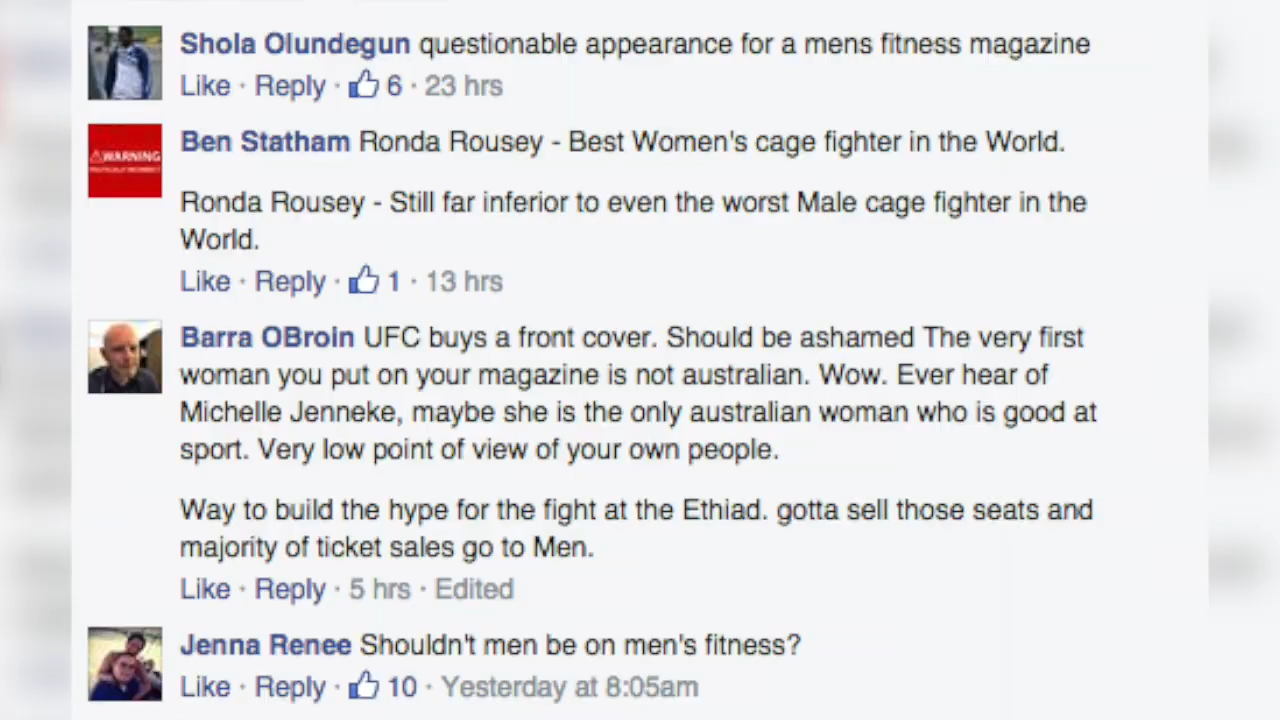 Shola Olundegun questionable appearance for a mens fitness magazine
Like · Reply · 6 · 23 hrs
WARNING
Ben Statham Ronda Rousey - Best Women's cage fighter in the World.
Ronda Rousey - Still far inferior to even the worst Male cage fighter in the
World.
Like · Reply · 1 · 13 hrs
Barra OBroin UFC buys a front cover. Should be ashamed The very first
woman you put on your magazine is not australian. Wow. Ever hear of
Michelle Jenneke, maybe she is the only australian woman who is good at
sport. Very low point of view of your own people.
Way to build the hype for the fight at the Ethiad. gotta sell those seats and
majority of ticket sales go to Men.
Like · Reply · 5 hrs · Edited
Jenna Renee Shouldn't men be on men's fitness?
Like · Reply · 10 · Yesterday at 8:05am